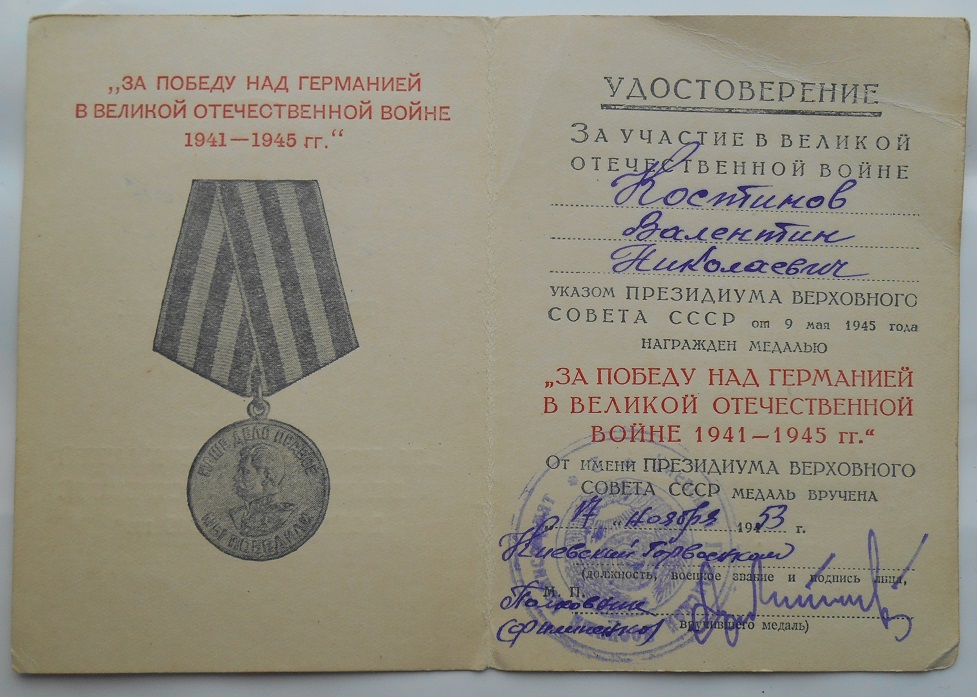 „ЗА ПОБЕДУ НАД ГЕРМАНИЕЙ
В ВЕЛИКОЙ ОТЕЧЕСТВЕННОЙ ВОЙНЕ
1941—1945 гг.“
НАШЕ ДЕЛО ПРАВОЕ
МЫ ПОБЕДИЛИ
УДОСТОВЕРЕНИЕ
ЗА УЧАСТИЕ В ВЕЛИКОЙ
ОТЕЧЕСТВЕННОЙ ВОЙНЕ
Костинов
Валентин
Николаевич
УКАЗОМ ПРЕЗИДИУМА ВЕРХОВНОГО
СОВЕТА СССР от 9 мая 1945 года
НАГРАЖДЕН МЕДАЛЬЮ
„ЗА ПОБЕДУ НАД ГЕРМАНИЕЙ
В ВЕЛИКОЙ ОТЕЧЕСТВЕННОЙ
ВОЙНЕ 1941—1945 гг.“
ОТ ИМЕНИ ПРЕЗИДИУМА ВЕРХОВНОГО
СОВЕТА СССР МЕДАЛЬ ВРУЧЕНА
„17“ ноября 1953 г.
Киевский Горвоенком
(должность, военкое звание и подпись лица,
М. П.
Полковник
вручившего медаль)